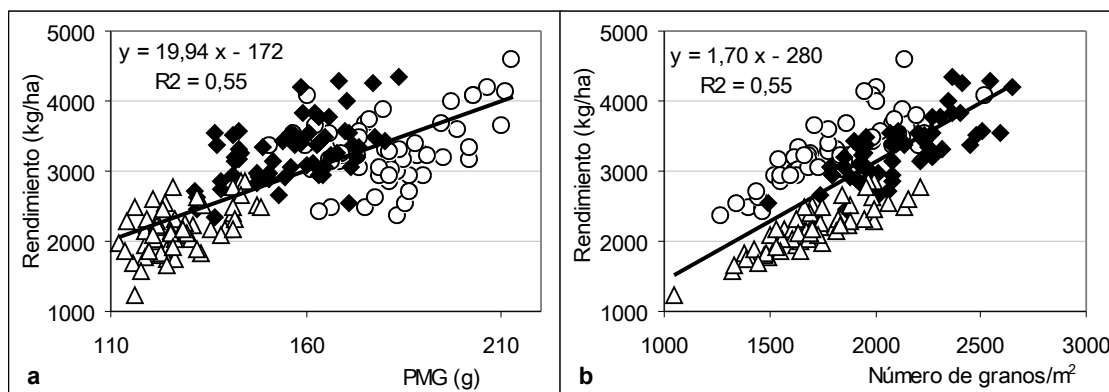 5000
4000
3000
2000
1000
Rendimiento (kg/ha)
y = 19,94 x - 172
R2 = 0,55
110
160
210
a
PMG (g)
5000
4000
3000
2000
1000
Rendimiento (kg/ha)
y = 1,70 x - 280
R2 = 0,55
1000
1500
2000
2500
3000
b
Número de granos/m²